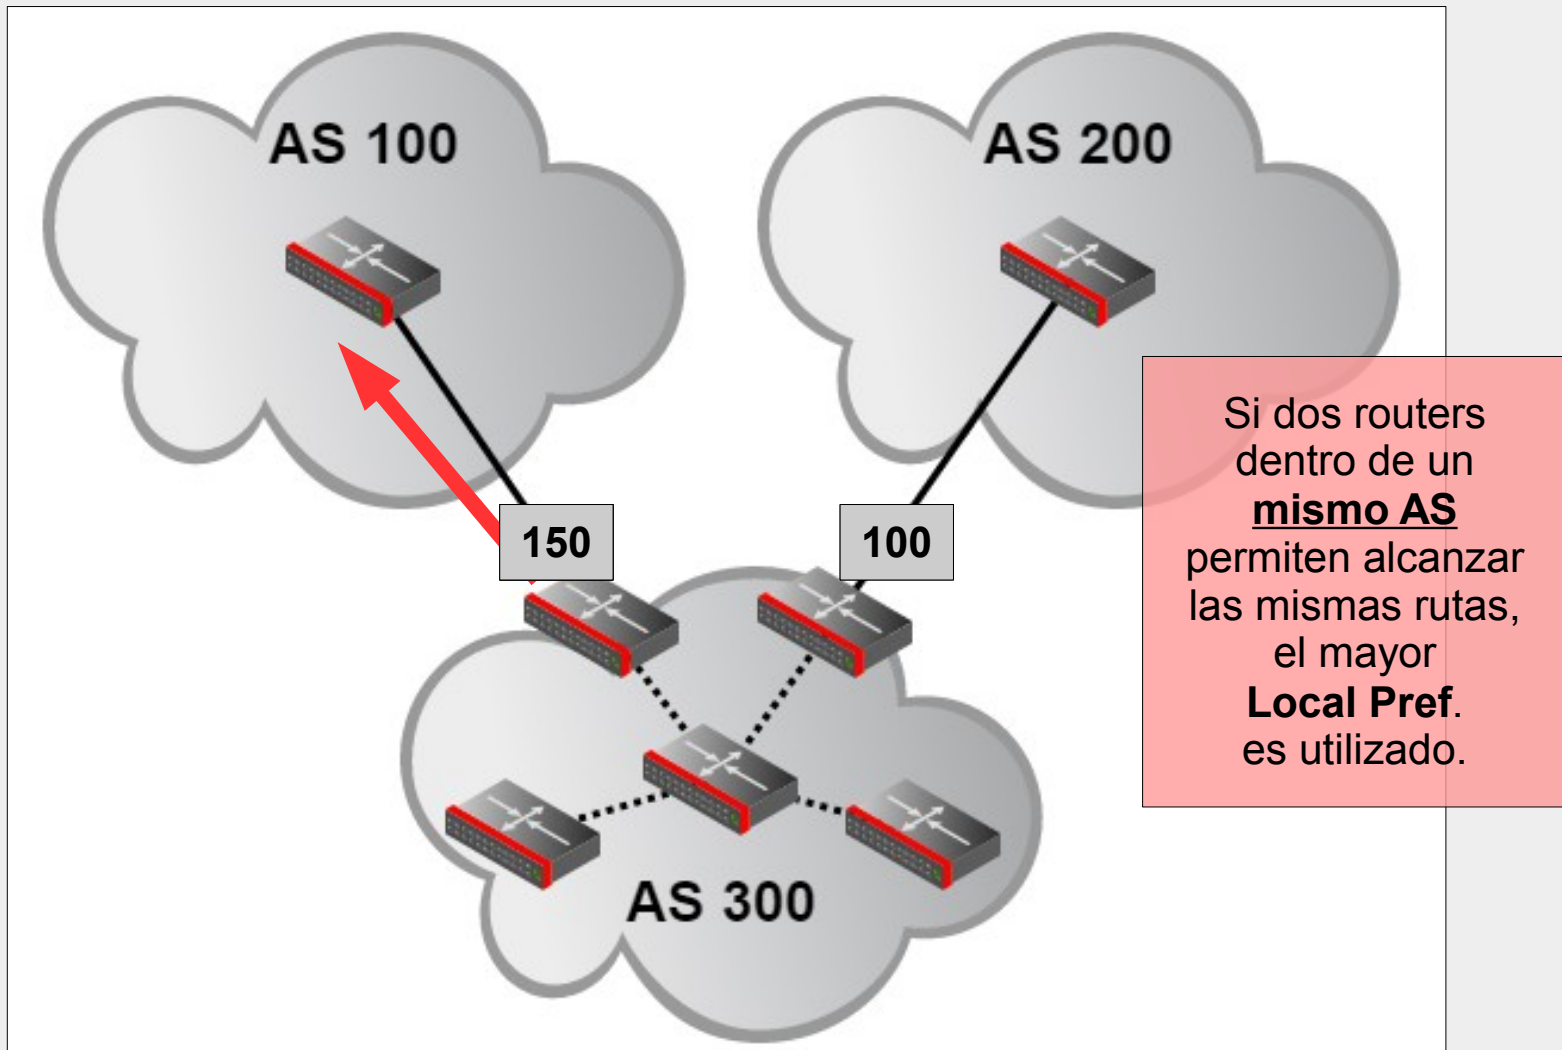 AS 100
AS 200
150
100
Si dos routers
dentro de un
mismo AS
permiten alcanzar
las mismas rutas,
el mayor
Local Pref.
es utilizado.
AS 300